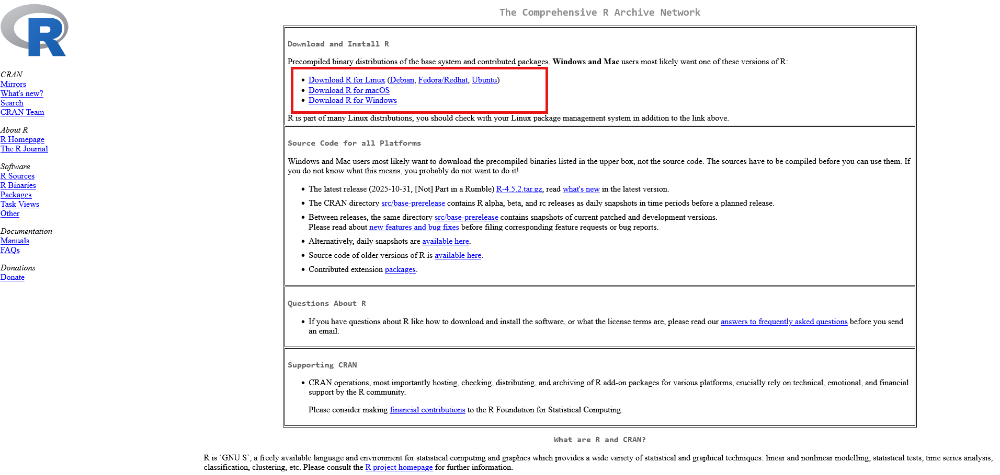 R
CRAN
Mirrors
What's new?
Search
CRAN Team
About R
R Homepage
The R Journal
Software
R Sources
R Binaries
Packages
Task Views
Other
Documentation
Manuals
FAQs
Donations
Donate
The Comprehensive R Archive Network
Download and Install R
Precompiled binary distributions of the base system and contributed packages, Windows and Mac users most likely want one of these versions of R:
• Download R for Linux (Debian, Fedora/Redhat, Ubuntu)
• Download R for macOS
• Download R for Windows
R is part of many Linux distributions, you should check with your Linux package management system in addition to the link above.
Source Code for all Platforms
Windows and Mac users most likely want to download the precompiled binaries listed in the upper box, not the source code. The sources have to be compiled before you can use them. If
you do not know what this means, you probably do not want to do it!
• The latest release (2025-10-31, [Not] Part in a Rumble) R-4.5.2.tar.gz, read what's new in the latest version.
• The CRAN directory src/base-prerelease contains R alpha, beta, and rc releases as daily snapshots in time periods before a planned release.
• Between releases, the same directory src/base-prerelease contains snapshots of current patched and development versions.
Please read about new features and bug fixes before filing corresponding feature requests or bug reports.
• Alternatively, daily snapshots are available here.
• Source code of older versions of R is available here.
• Contributed extension packages.
Questions About R
• If you have questions about R like how to download and install the software, or what the license terms are, please read our answers to frequently asked questions before you send
an email.
Supporting CRAN
• CRAN operations, most importantly hosting, checking, distributing, and archiving of R add-on packages for various platforms, crucially rely on technical, emotional, and financial
support by the R community.
Please consider making financial contributions to the R Foundation for Statistical Computing.
What are R and CRAN?
R is ‘GNU S’, a freely available language and environment for statistical computing and graphics which provides a wide variety of statistical and graphical techniques: linear and nonlinear modelling, statistical tests, time series analysis,
classification, clustering, etc. Please consult the R project homepage for further information.